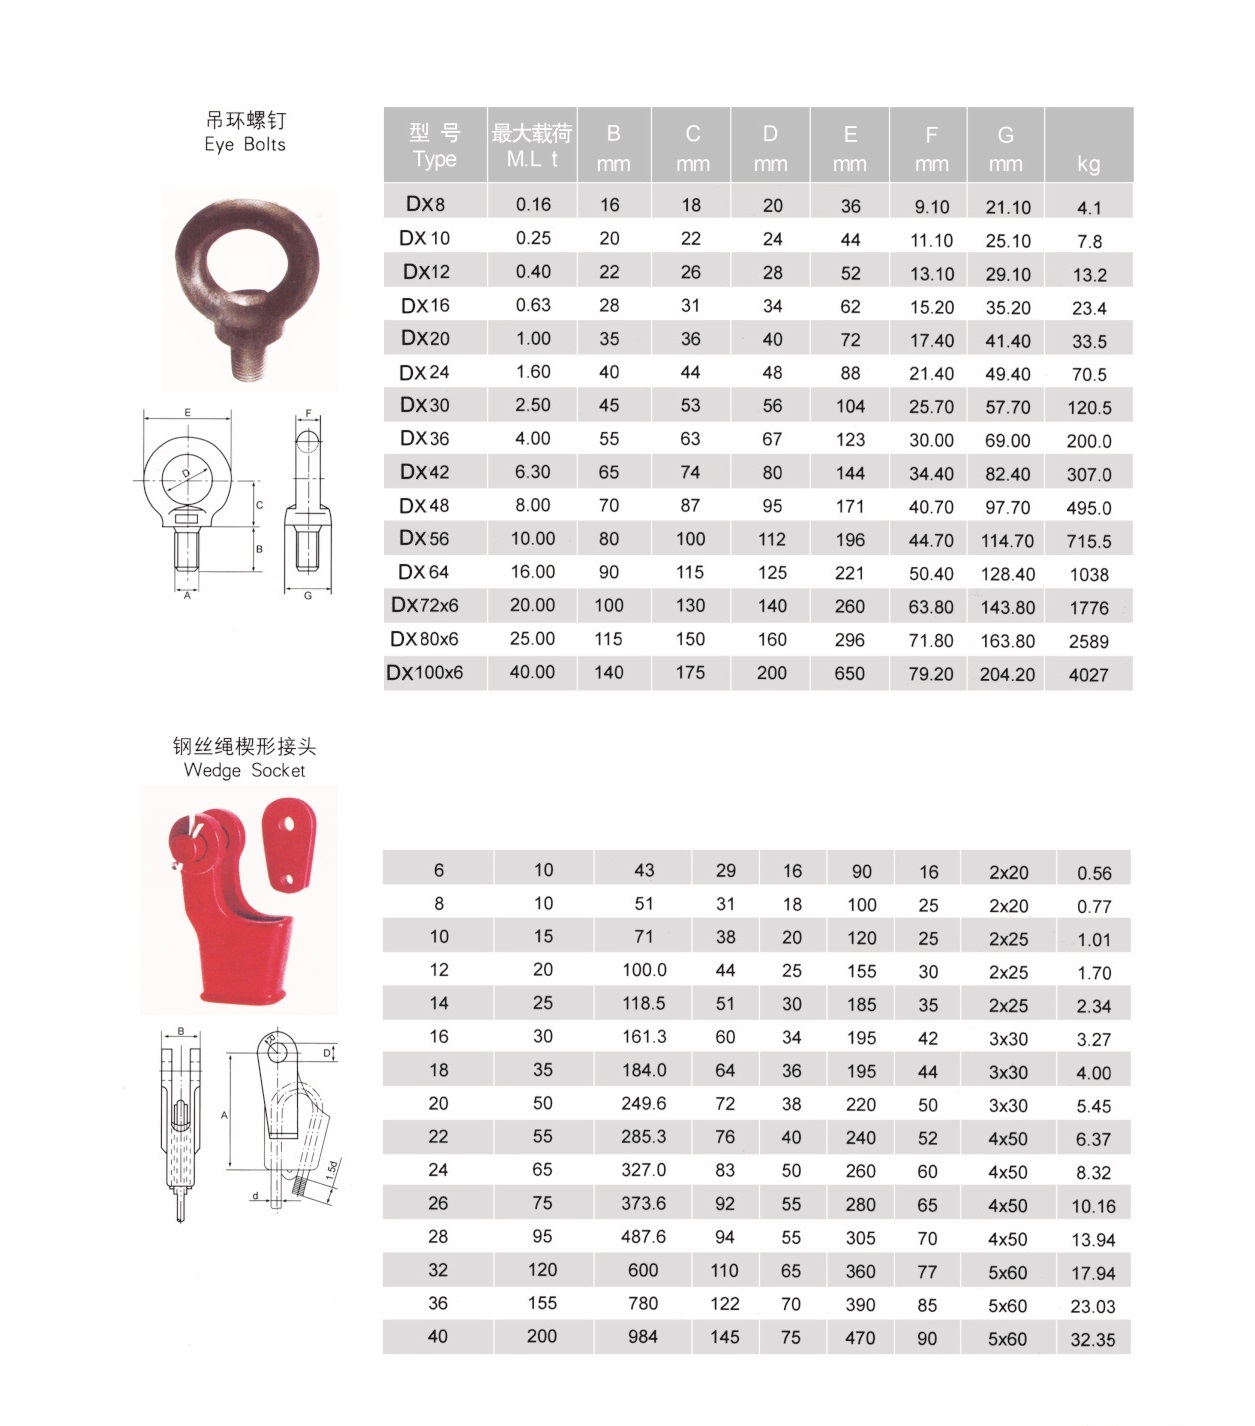 吊环螺钉
Eye Bolts
型 号 最大载荷 B C D E F G
Type M.L t mm mm mm mm mm mm kg
DX8 0.16 16 18 20 36 9.10 21.10 4.1
DX10 0.25 20 22 24 44 11.10 25.10 7.8
DX12 0.40 22 26 28 52 13.10 29.10 13.2
DX16 0.63 28 31 34 62 15.20 35.20 23.4
DX20 1.00 35 36 40 72 17.40 41.40 33.5
DX24 1.60 40 44 48 88 21.40 49.40 70.5
DX30 2.50 45 53 56 104 25.70 57.70 120.5
DX36 4.00 55 63 67 123 30.00 69.00 200.0
DX42 6.30 65 74 80 144 34.40 82.40 307.0
DX48 8.00 70 87 95 171 40.70 97.70 495.0
DX56 10.00 80 100 112 196 44.70 114.70 715.5
DX64 16.00 90 115 125 221 50.40 128.40 1038
DX72x6 20.00 100 130 140 260 63.80 143.80 1776
DX80x6 25.00 115 150 160 296 71.80 163.80 2589
DX100x6 40.00 140 175 200 650 79.20 204.20 4027
E F
D
C
B
A G
钢丝绳楔形接头
Wedge Socket
6 10 43 29 16 90 16 2x20 0.56
8 10 51 31 18 100 25 2x20 0.77
10 15 71 38 20 120 25 2x25 1.01
12 20 100.0 44 25 155 30 2x25 1.70
14 25 118.5 51 30 185 35 2x25 2.34
16 30 161.3 60 34 195 42 3x30 3.27
18 35 184.0 64 36 195 44 3x30 4.00
20 50 249.6 72 38 220 50 3x30 5.45
22 55 285.3 76 40 240 52 4x50 6.37
24 65 327.0 83 50 260 60 4x50 8.32
26 75 373.6 92 55 280 65 4x50 10.16
28 95 487.6 94 55 305 70 4x50 13.94
32 120 600 110 65 360 77 5x60 17.94
36 155 780 122 70 390 85 5x60 23.03
40 200 984 145 75 470 90 5x60 32.35
B R
D
A
1.5d
d